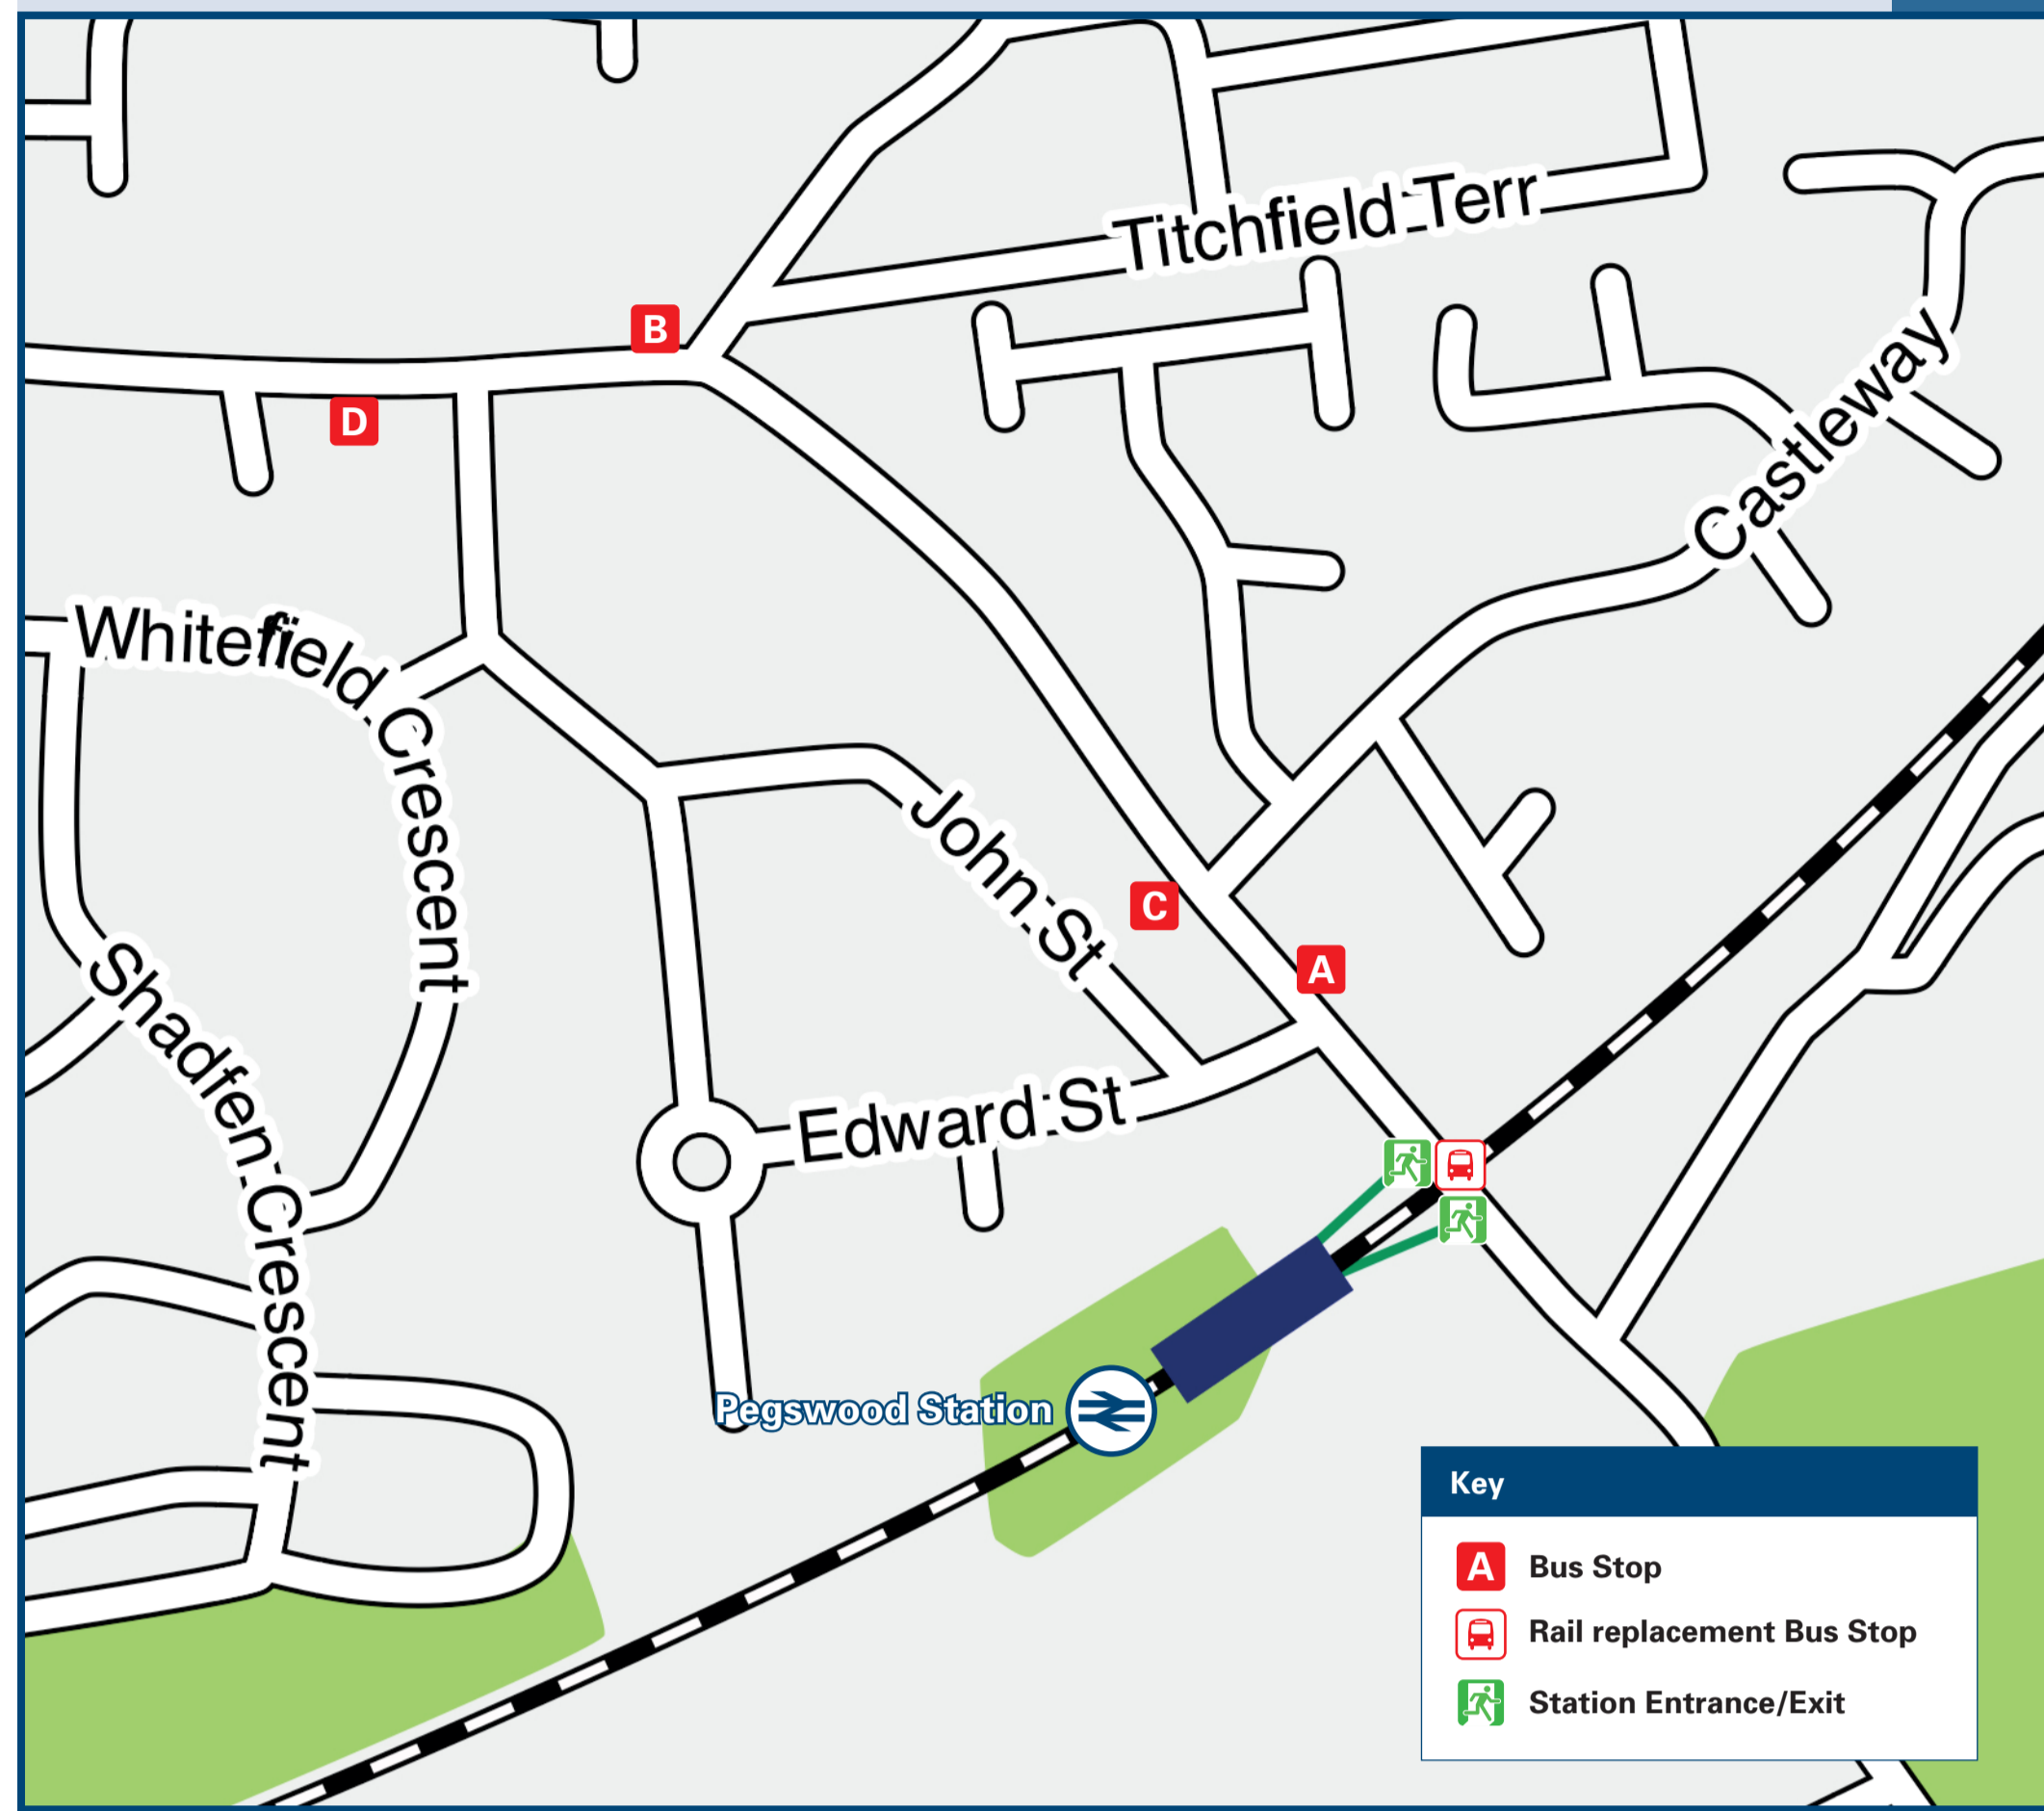 Titchfield Terr
B
D
Castleway
Whitefield Crescent
John St
C
A
Shadfen Crescent
Edward St
Pegswood Station
Key
A Bus Stop
Rail replacement Bus Stop
Station Entrance/Exit